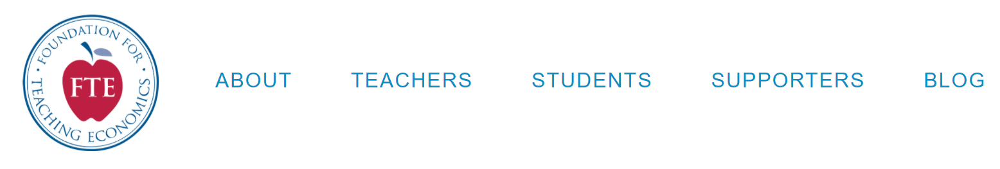 · FOUNDATION FOR ·
TEACHING ECONOMICS
FTE
ABOUT TEACHERS STUDENTS SUPPORTERS BLOG